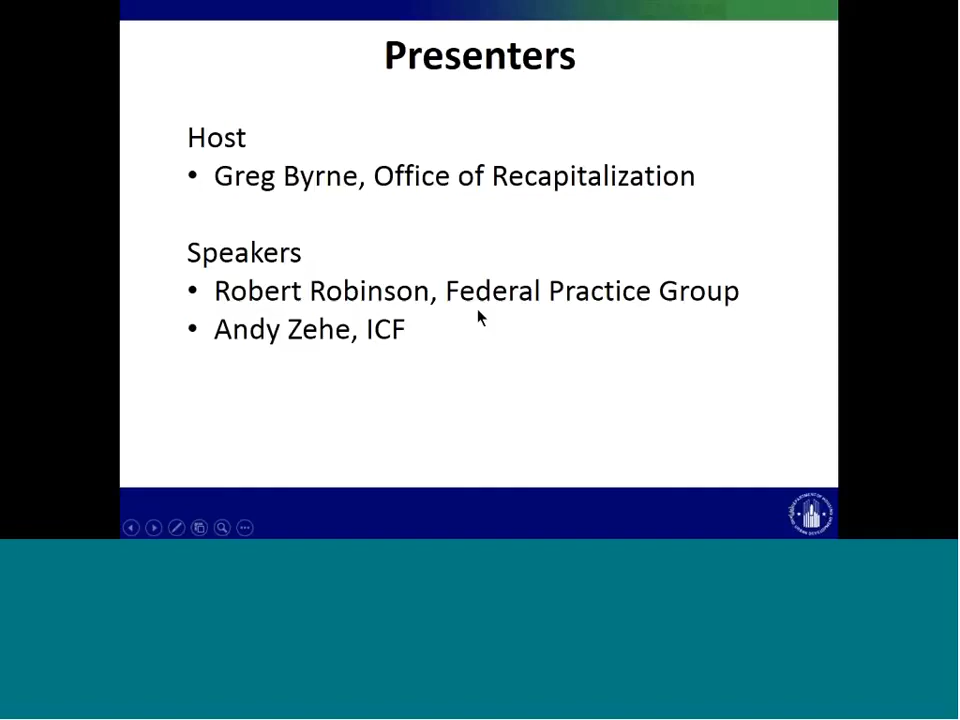 Presenters
Host
• Greg Byrne, Office of Recapitalization
Speakers
• Robert Robinson, Federal Practice Group
• Andy Zehe, ICF